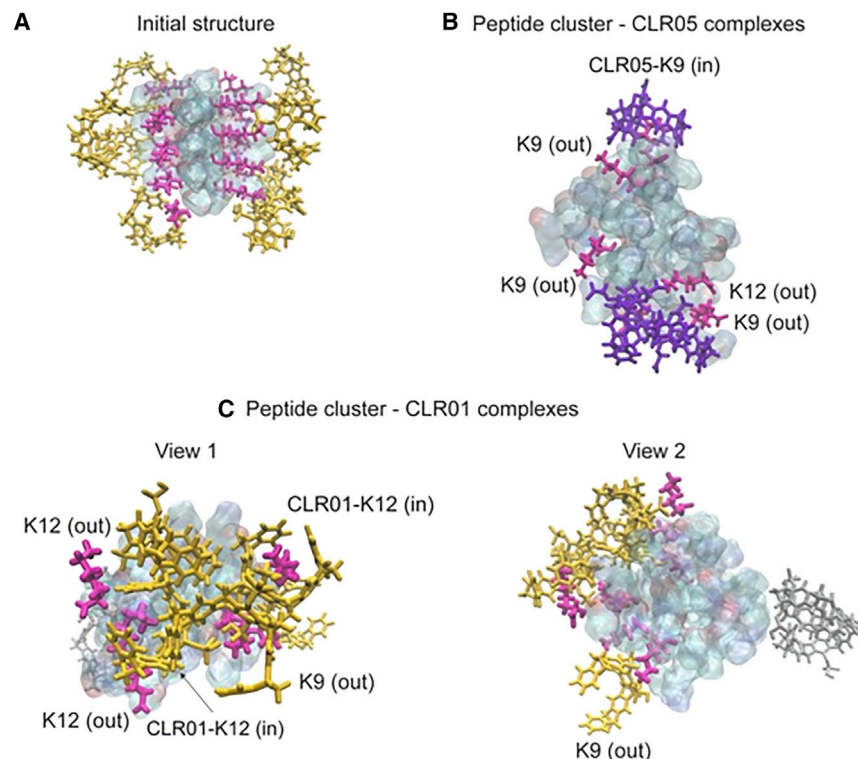 A Initial structure
B Peptide cluster - CLR05 complexes
CLR05-K9 (in)
K9 (out)
K9 (out)
K12 (out)
K9 (out)
C Peptide cluster - CLR01 complexes
View 1
View 2
K12 (out)
CLR01-K12 (in)
K9 (out)
K12 (out)
CLR01-K12 (in)
K9 (out)